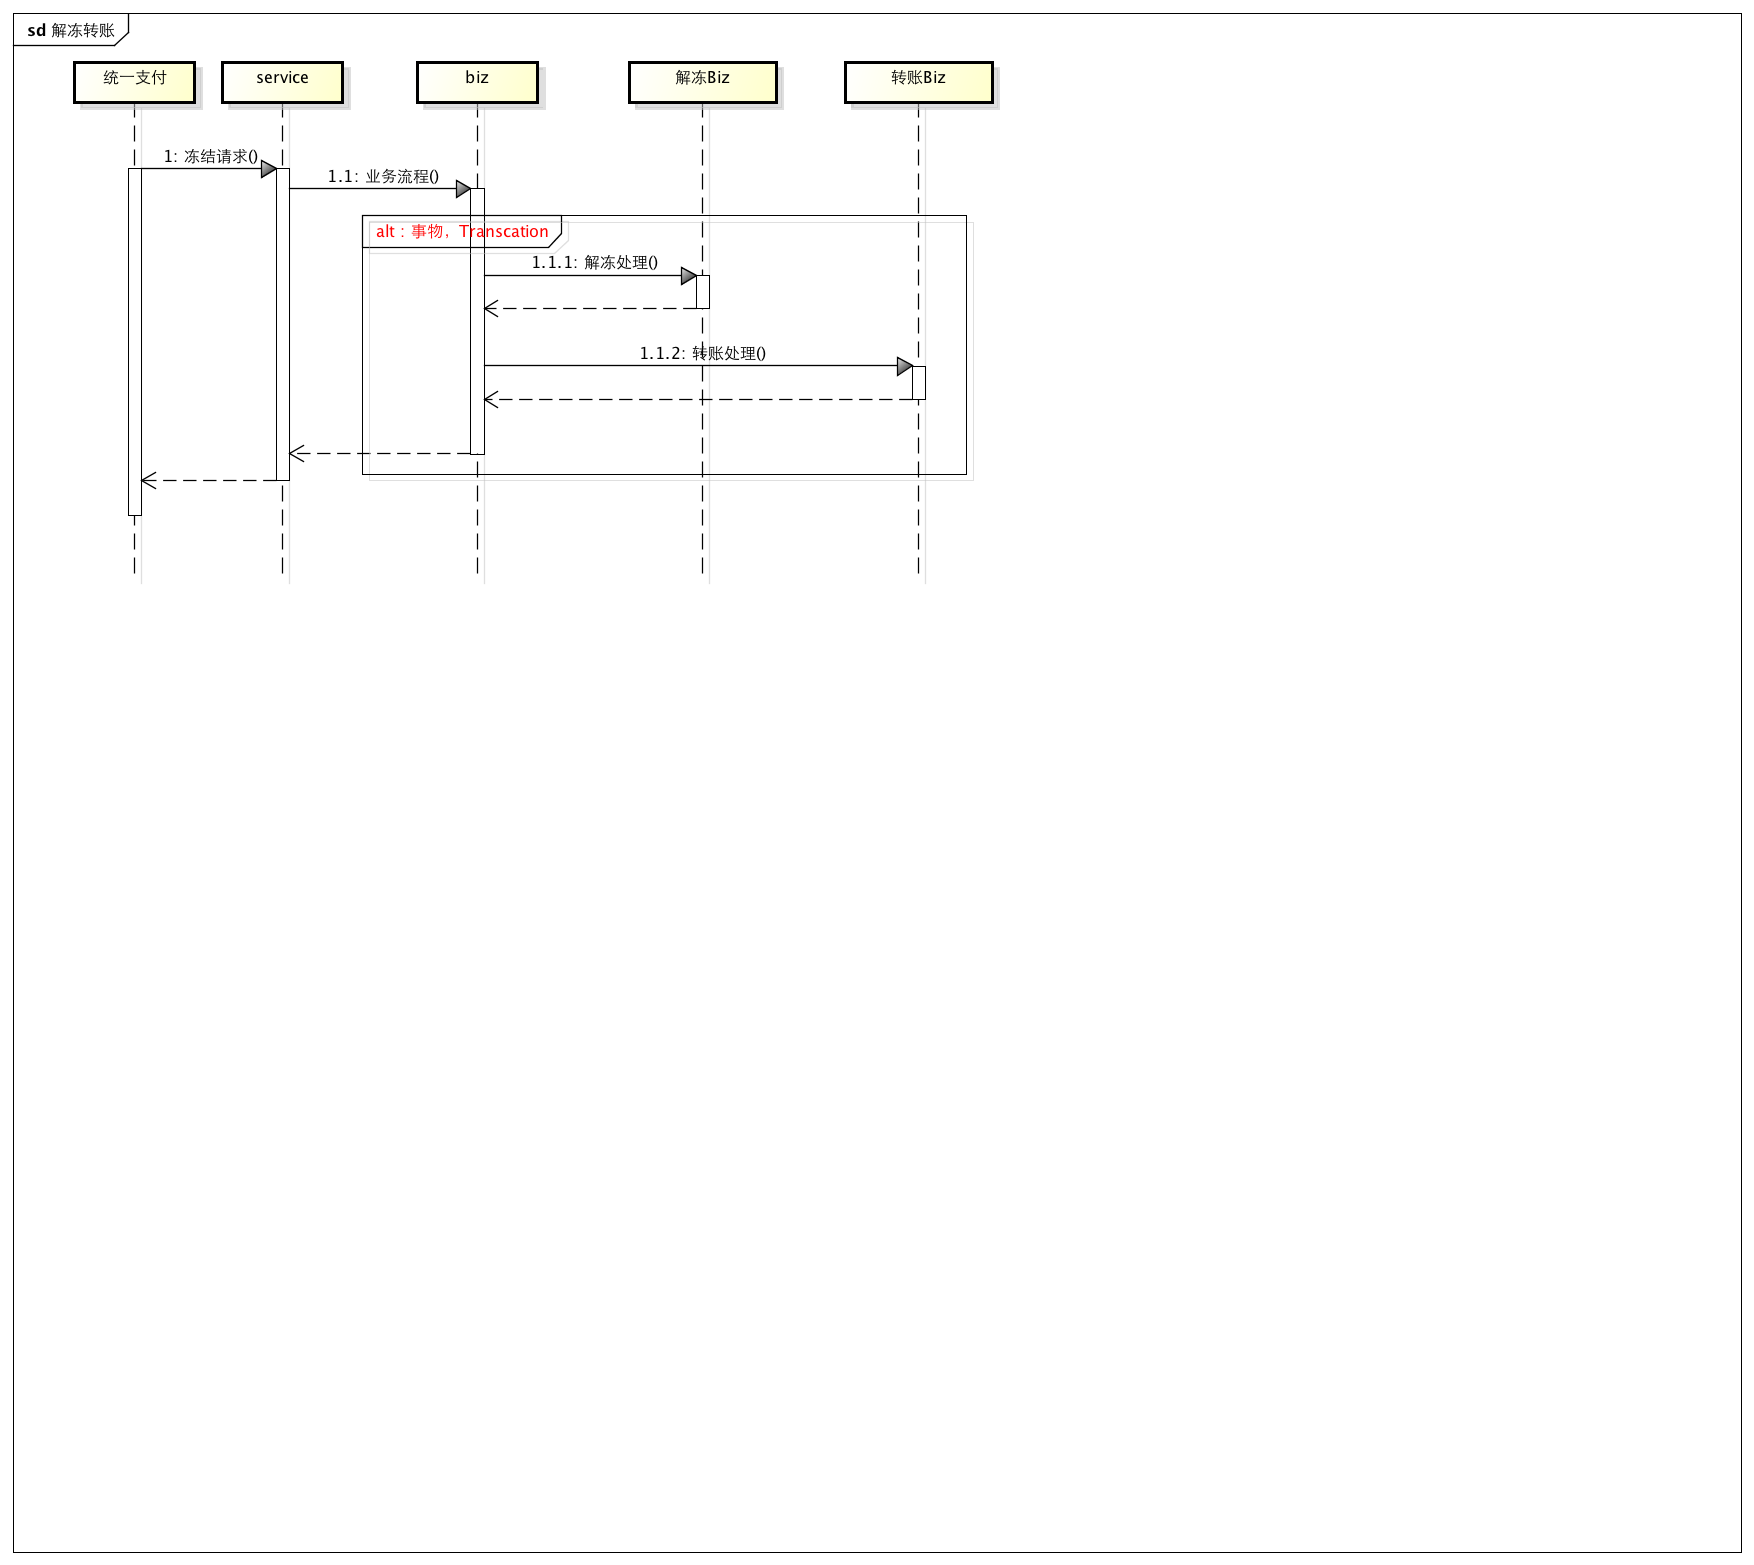 sd 解冻转账
统一支付
service
biz
解冻Biz
转账Biz
1: 冻结请求()
1.1: 业务流程()
alt : 事物，Transcation
1.1.1: 解冻处理()
1.1.2: 转账处理()